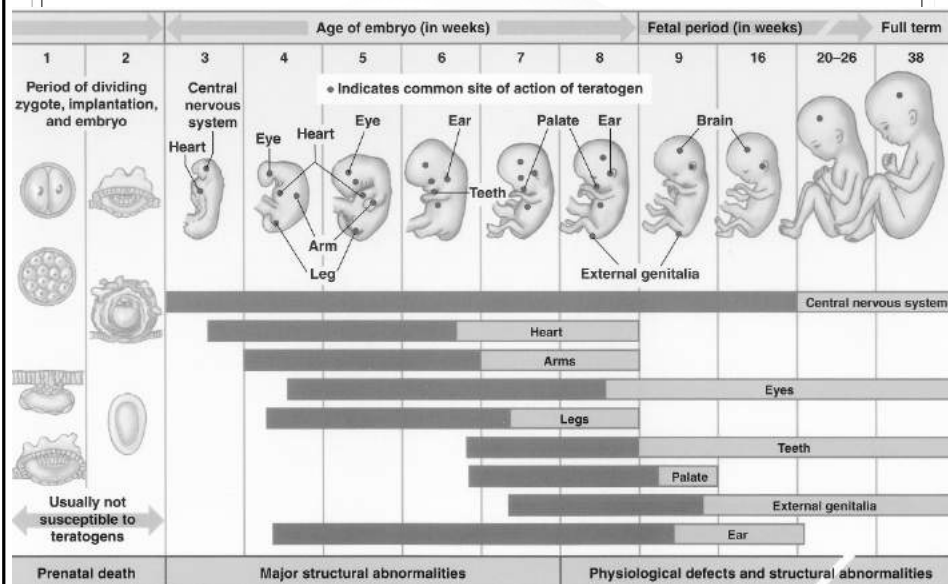 Age of embryo (in weeks) Fetal period (in weeks) Full term
1 2 3 4 5 6 7 8 9 16 20–26 38
Period of dividing
zygote, implantation,
and embryo
Central
nervous
system
Heart
• Indicates common site of action of teratogen
Eye
Heart
Eye
Ear
Palate
Ear
Brain
Teeth
Arm
Leg
External genitalia
Central nervous system
Heart
Arms
Eyes
Legs
Teeth
Palate
External genitalia
Ear
Usually not
susceptible to
teratogens
Prenatal death Major structural abnormalities Physiological defects and structural abnormalities